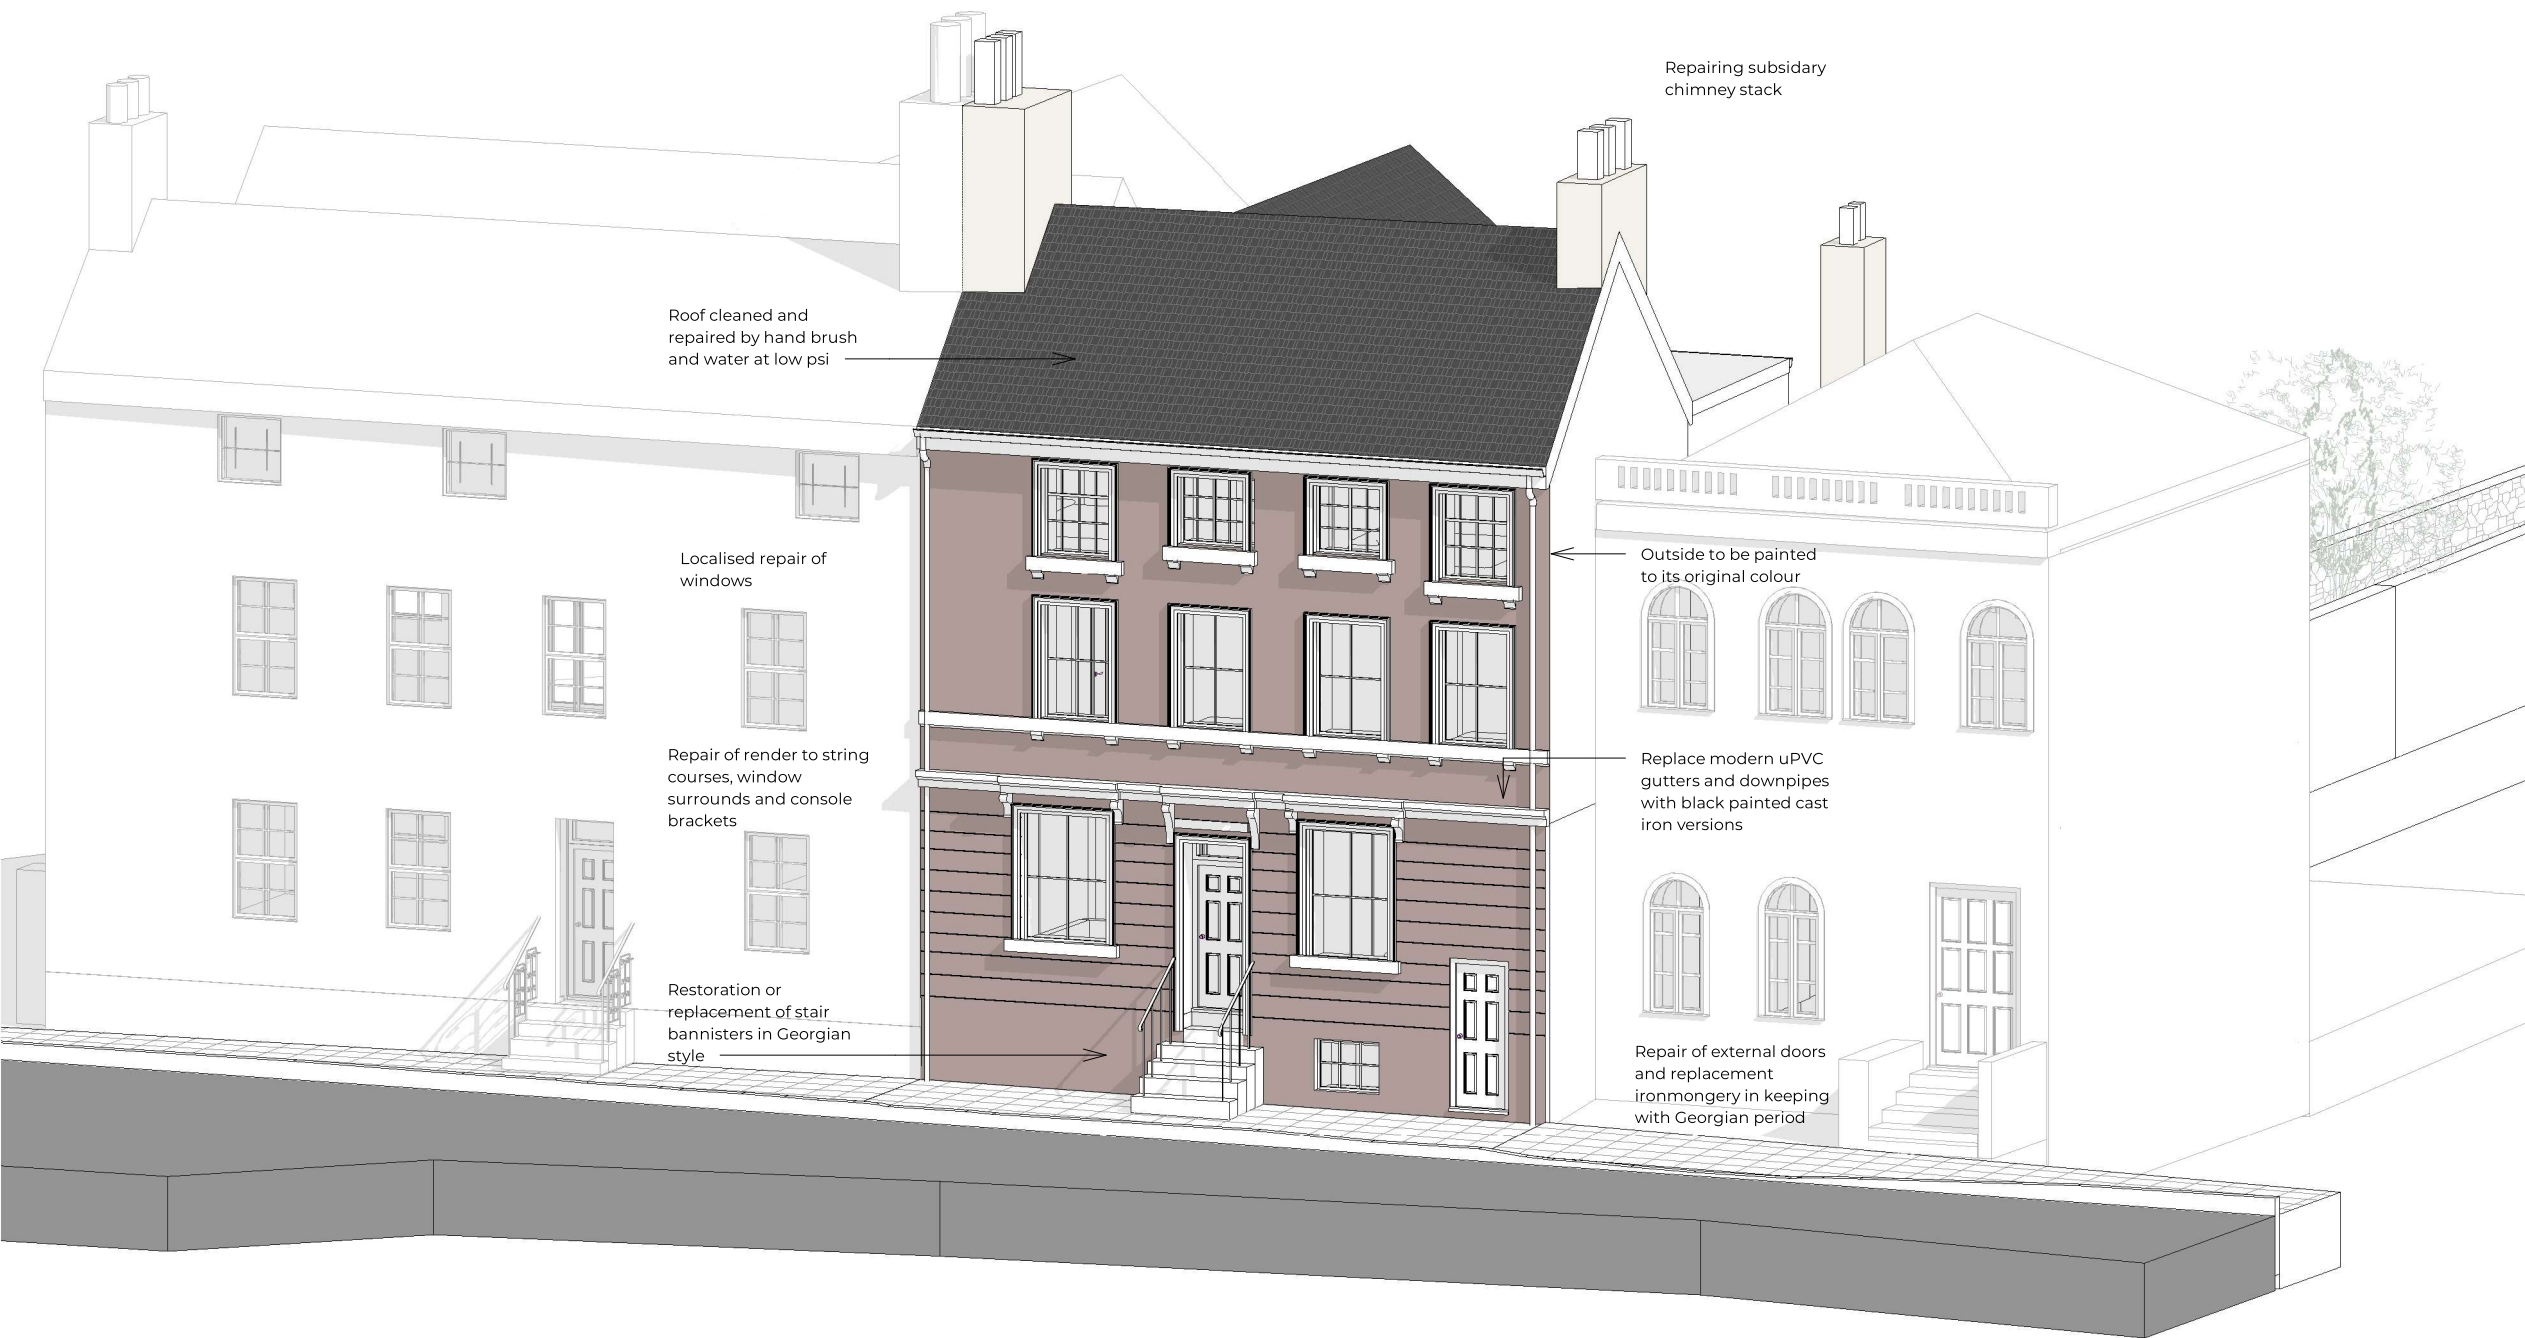 Repairing subsidary
chimney stack
Roof cleaned and
repaired by hand brush
and water at low psi
Localised repair of
windows
Outside to be painted
to its original colour
Repair of render to string
courses, window
surrounds and console
brackets
Replace modern uPVC
gutters and downpipes
with black painted cast
iron versions
Restoration or
replacement of stair
bannisters in Georgian
style
Repair of external doors
and replacement
ironmongery in keeping
with Georgian period